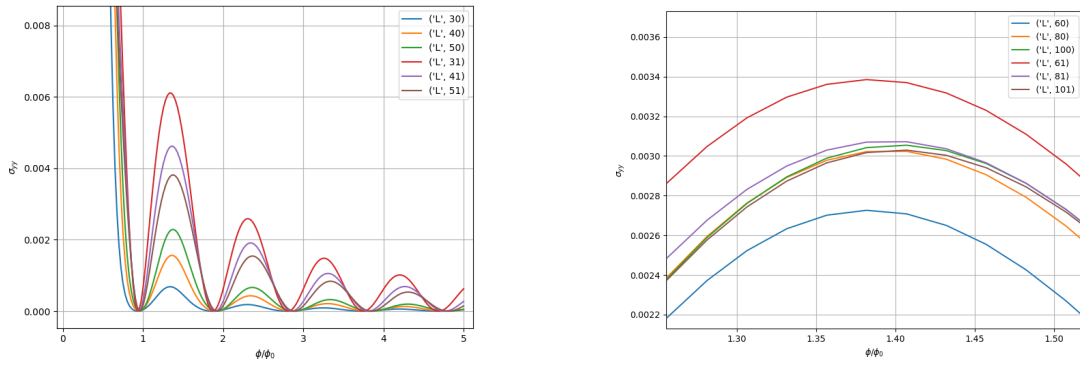 0.008
0.006
0.004
0.002
0.000
σyy
0 1 2 3 4 5
ϕ/ϕ0
('L', 30)
('L', 40)
('L', 50)
('L', 31)
('L', 41)
('L', 51)
0.0036
0.0034
0.0032
0.0030
0.0028
0.0026
0.0024
0.0022
σyy
1.30 1.35 1.40 1.45 1.50
ϕ/ϕ0
('L', 60)
('L', 80)
('L', 100)
('L', 61)
('L', 81)
('L', 101)